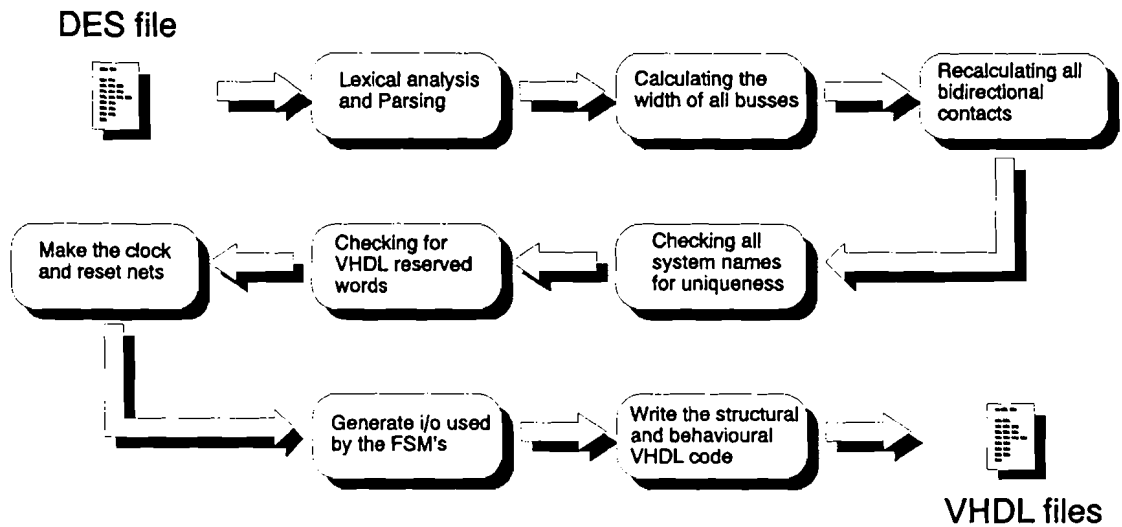 DES file
Lexical analysis
and Parsing
Calculating the
width of all busses
Recalculating all
bidirectional
contacts
Checking all
system names
for uniqueness
Checking for
VHDL reserved
words
Make the clock
and reset nets
Generate i/o used
by the FSM's
Write the structural
and behavioural
VHDL code
VHDL files